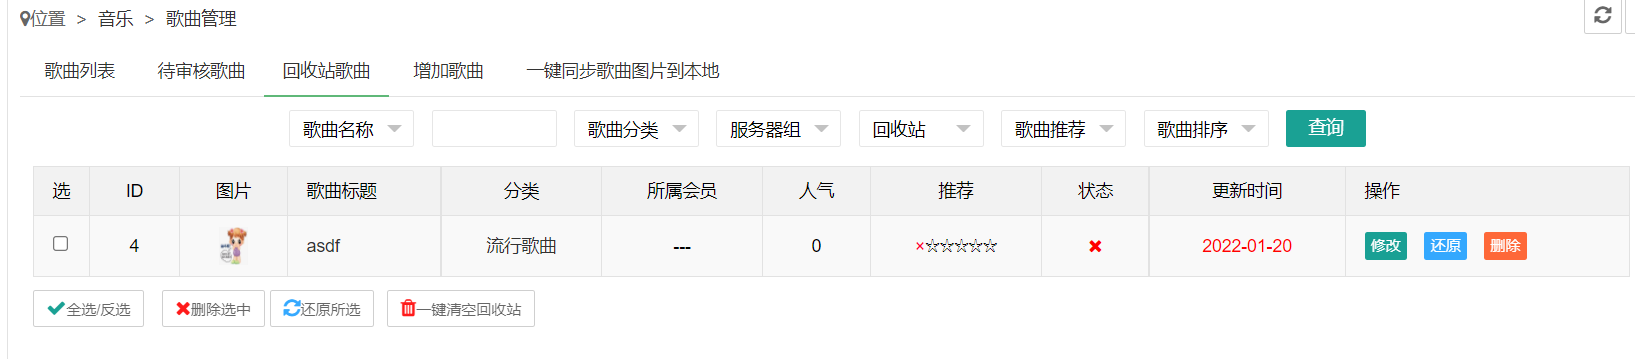 位置 > 音乐 > 歌曲管理
歌曲列表 待审核歌曲 回收站歌曲 增加歌曲 一键同步歌曲图片到本地
歌曲名称 歌曲分类 服务器组 回收站 歌曲推荐 歌曲排序 查询
选 ID 图片 歌曲标题 分类 所属会员 人气 推荐 状态 更新时间 操作
4 asdf 流行歌曲 --- 0 ×☆☆☆☆☆ 2022-01-20 修改 还原 删除
全选/反选 删除选中 还原所选 一键清空回收站